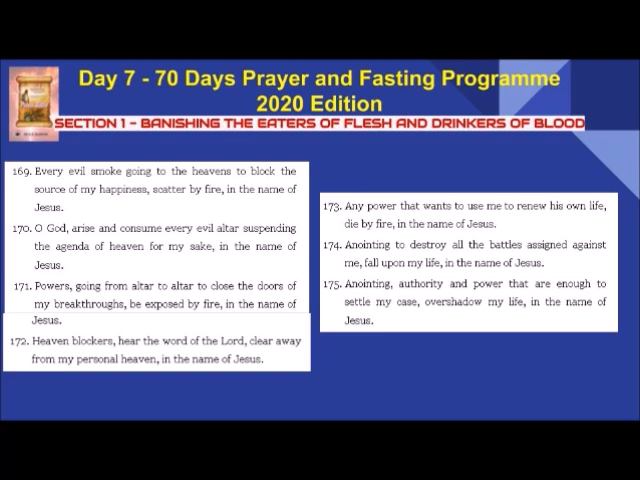 Day 7 - 70 Days Prayer and Fasting Programme
2020 Edition
SECTION 1 - BANISHING THE EATERS OF FLESH AND DRINKERS OF BLOOD
169. Every evil smoke going to the heavens to block the
source of my happiness, scatter by fire, in the name of
Jesus.
170. O God, arise and consume every evil altar suspending
the agenda of heaven for my sake, in the name of
Jesus.
171. Powers, going from altar to altar to close the doors of
my breakthroughs, be exposed by fire, in the name of
Jesus.
172. Heaven blockers, hear the word of the Lord, clear away
from my personal heaven, in the name of Jesus.
173. Any power that wants to use me to renew his own life,
die by fire, in the name of Jesus.
174. Anointing to destroy all the battles assigned against
me, fall upon my life, in the name of Jesus.
175. Anointing, authority and power that are enough to
settle my case, overshadow my life, in the name of
Jesus.